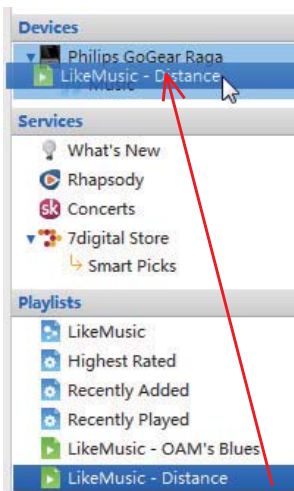 Devices
Philips GoGear Raga
LikeMusic - Distance
Music
Services
What's New
Rhapsody
sk Concerts
7digital Store
Smart Picks
Playlists
LikeMusic
Highest Rated
Recently Added
Recently Played
LikeMusic - OAM's Blues
LikeMusic - Distance